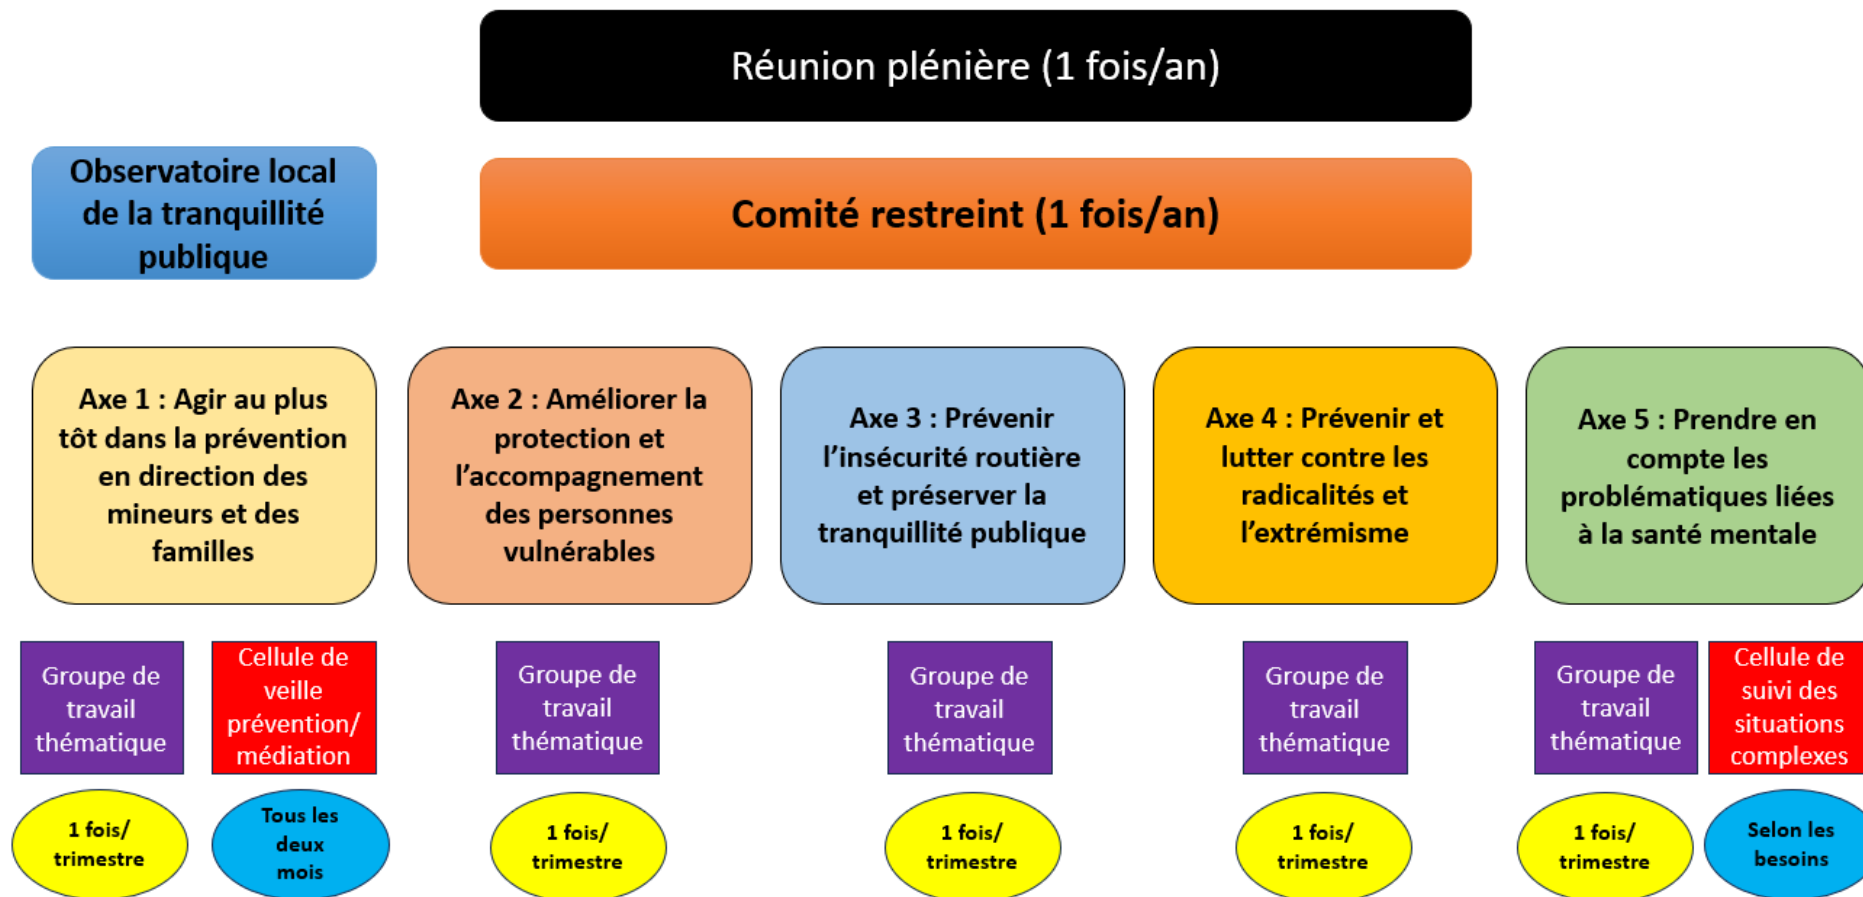 Réunion plénière (1 fois/an)
Observatoire local
de la tranquillité
publique
Comité restreint (1 fois/an)
Axe 1 : Agir au plus
tôt dans la prévention
en direction des
mineurs et des
familles
Axe 2 : Améliorer la
protection et
l’accompagnement
des personnes
vulnérables
Axe 3 : Prévenir
l’insécurité routière
et préserver la
tranquillité publique
Axe 4 : Prévenir et
lutter contre les
radicalités et
l’extrémisme
Axe 5 : Prendre en
compte les
problématiques liées
à la santé mentale
Groupe de
travail
thématique
Cellule de
veille
prévention/
médiation
Groupe de
travail
thématique
Groupe de
travail
thématique
Groupe de
travail
thématique
Groupe de
travail
thématique
Cellule de
suivi des
situations
complexes
1 fois/
trimestre
Tous les
deux
mois
1 fois/
trimestre
1 fois/
trimestre
1 fois/
trimestre
1 fois/
trimestre
Selon les
besoins